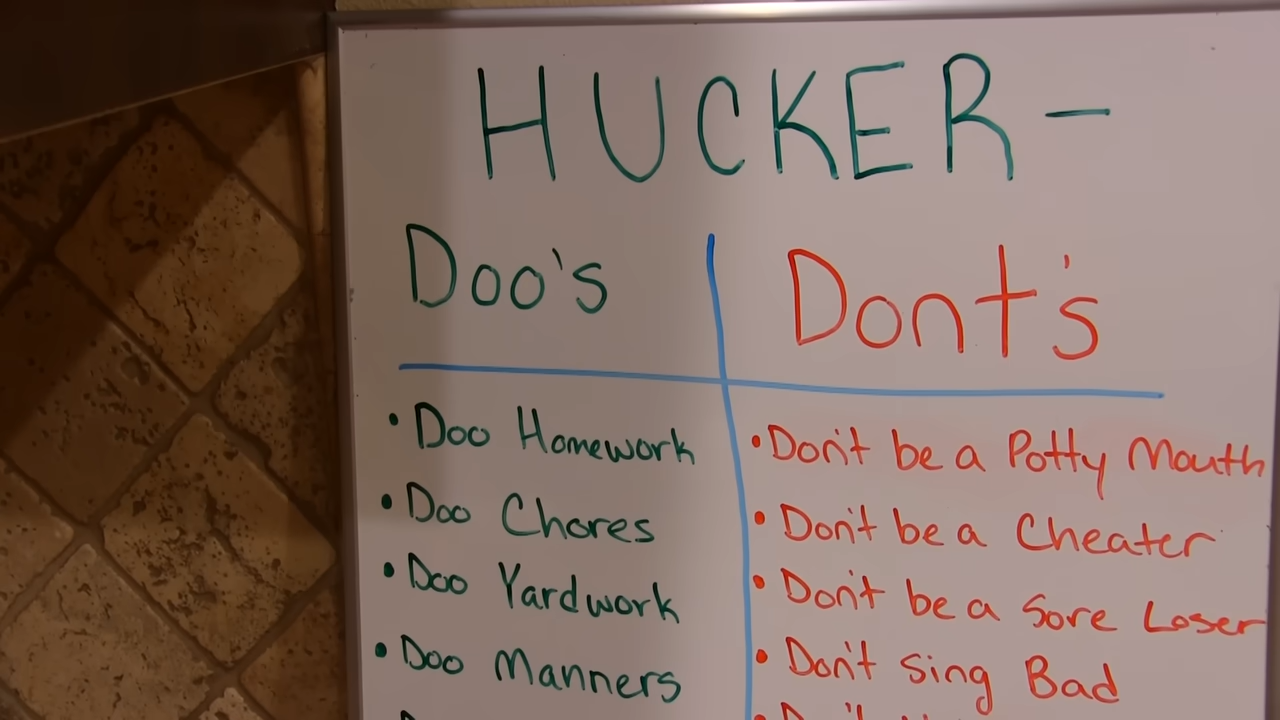 HUCKER -
Doo's
Dont's
• Doo Homework
• Doo Chores
• Doo Yardwork
• Doo Manners
• Don't be a Potty Mouth
• Don't be a Cheater
• Don't be a Sore Loser
• Don't Sing Bad